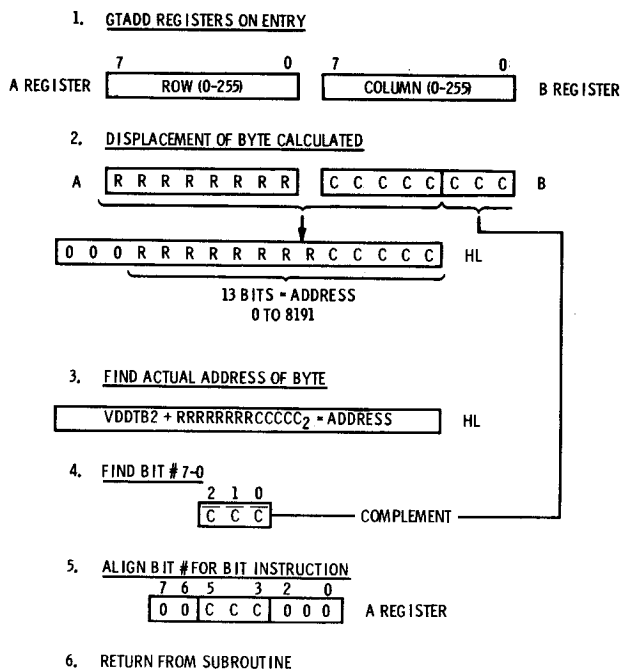 1. GTADD REGISTERS ON ENTRY
7 0 7 0
A REGISTER ROW (0-255) COLUMN (0-255) B REGISTER
2. DISPLACEMENT OF BYTE CALCULATED
A R R R R R R R R C C C C C C C C B
0 0 0 R R R R R R R R C C C C C HL
13 BITS = ADDRESS
0 TO 8191
3. FIND ACTUAL ADDRESS OF BYTE
VDDTB2 + RRRRRRRRCCCCC₂ = ADDRESS HL
4. FIND BIT # 7-0
2 1 0
C̅ C̅ C̅ COMPLEMENT
5. ALIGN BIT # FOR BIT INSTRUCTION
7 6 5 3 2 0
0 0 C C C 0 0 0 A REGISTER
6. RETURN FROM SUBROUTINE